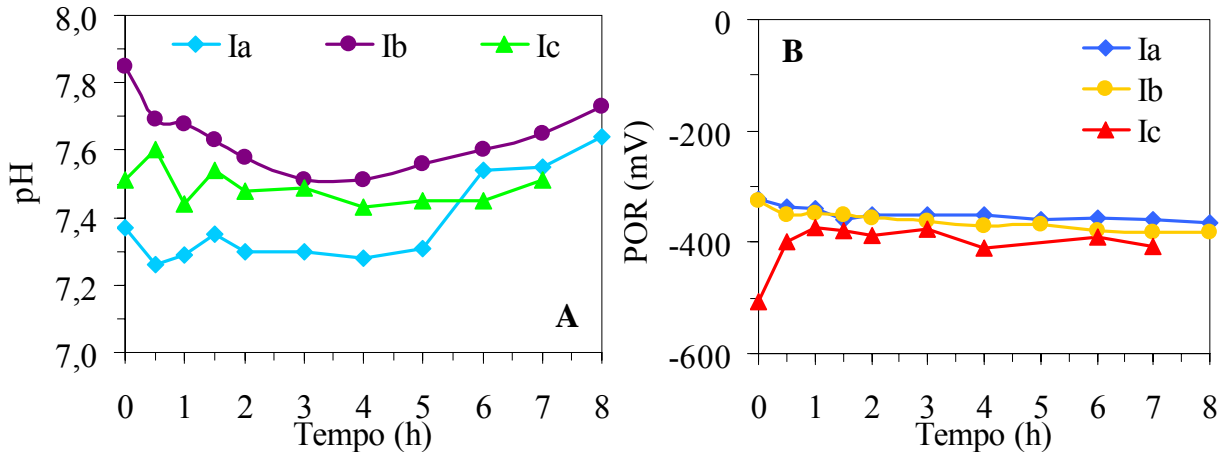 8,0
7,8
7,6
7,4
7,2
7,0
pH
Ia Ib Ic
A
0 1 2 3 4 5 6 7 8
Tempo (h)
0
-200
-400
-600
POR (mV)
B
Ia
Ib
Ic
0 1 2 3 4 5 6 7 8
Tempo (h)